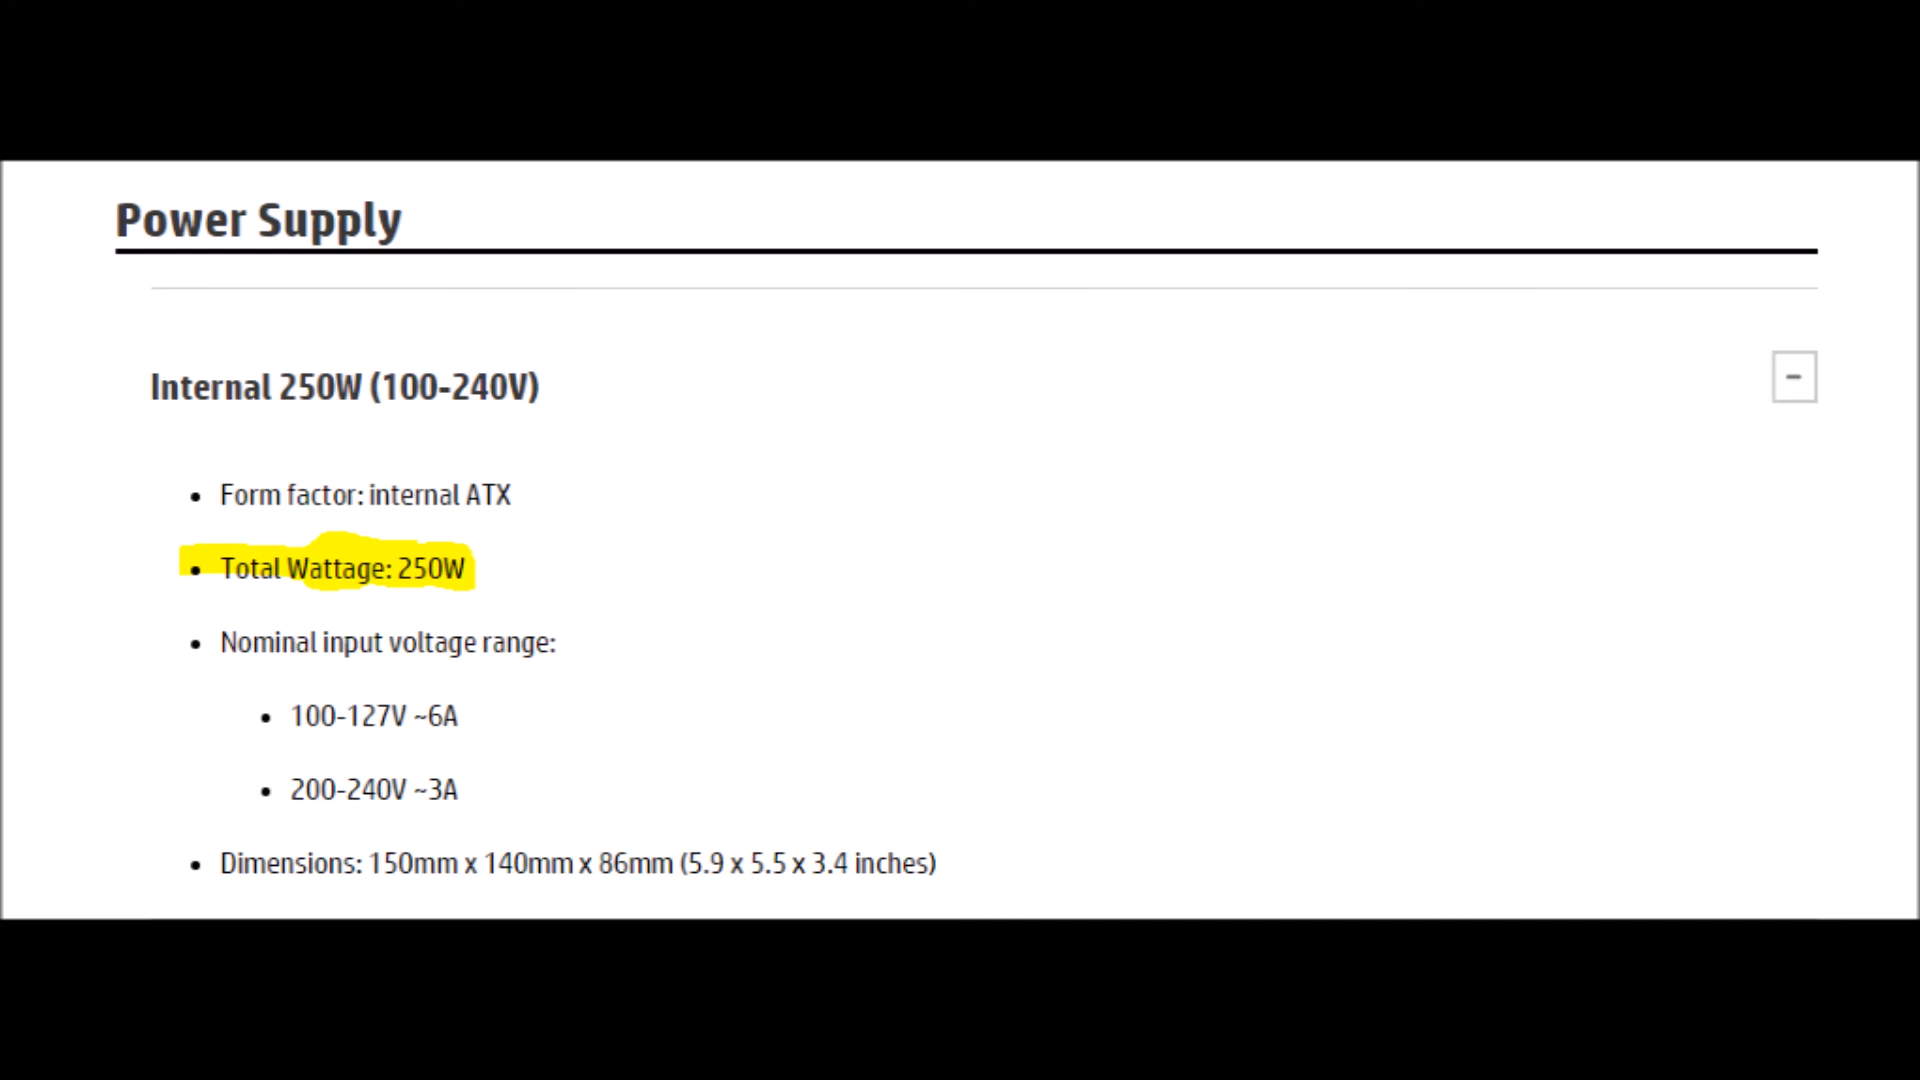 Power Supply
Internal 250W (100-240V)
Form factor: internal ATX
Total Wattage: 250W
Nominal input voltage range:
100-127V ~6A
200-240V ~3A
Dimensions: 150mm x 140mm x 86mm (5.9 x 5.5 x 3.4 inches)